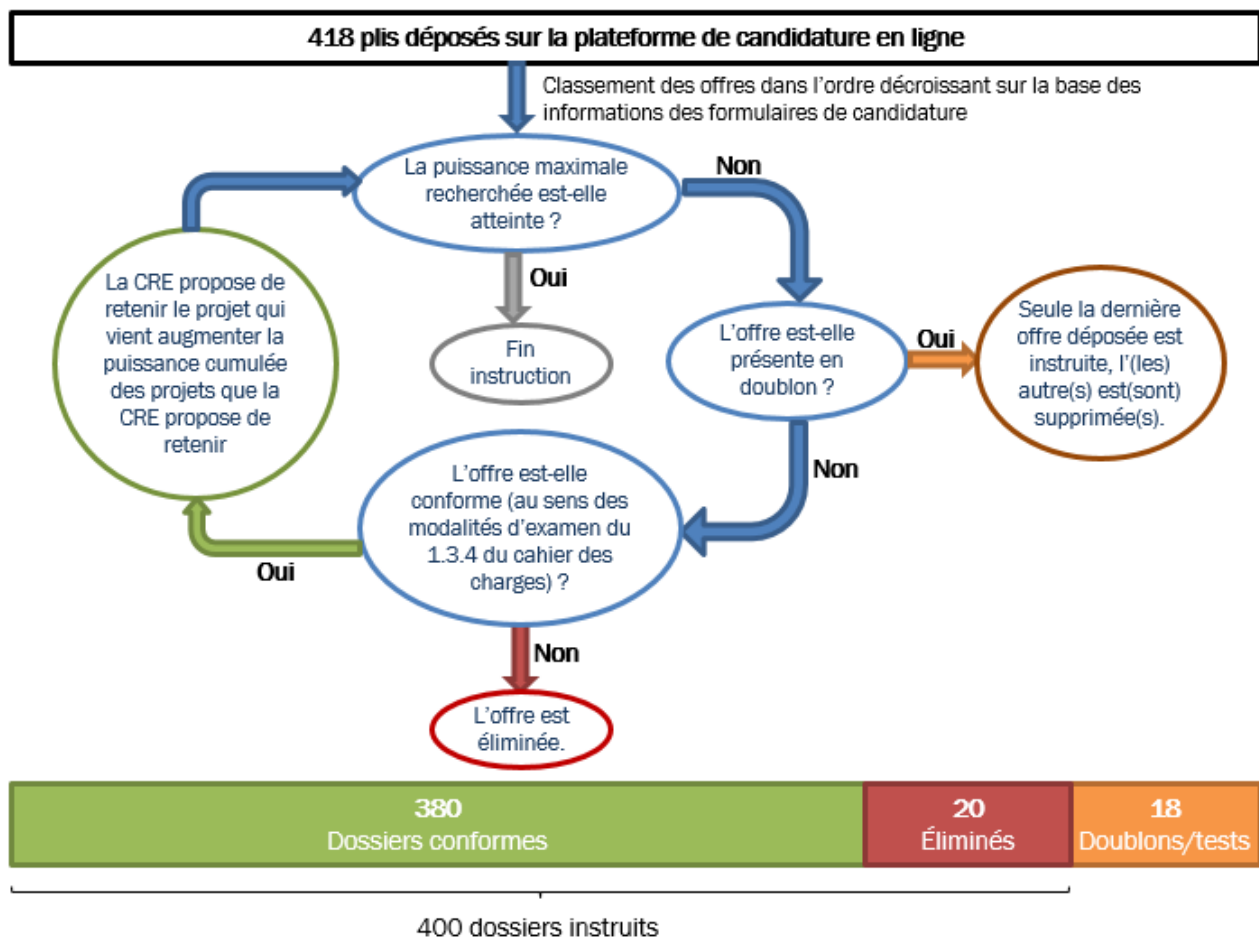 418 plis déposés sur la plateforme de candidature en ligne
Classement des offres dans l'ordre décroissant sur la base des
informations des formulaires de candidature
La puissance maximale
recherchée est-elle
atteinte ?
Non
Oui
La CRE propose de
retenir le projet qui
vient augmenter la
puissance cumulée
des projets que la
CRE propose de
retenir
Fin
instruction
L'offre est-elle
présente en
doublon ?
Oui
Seule la dernière
offre déposée est
instruite, l'(les)
autre(s) est(sont)
supprimée(s).
Non
L'offre est-elle
conforme (au sens des
modalités d'examen du
1.3.4 du cahier des
charges) ?
Oui
Non
L'offre est
éliminée.
380
Dossiers conformes
20
Éliminés
18
Doublons/tests
400 dossiers instruits